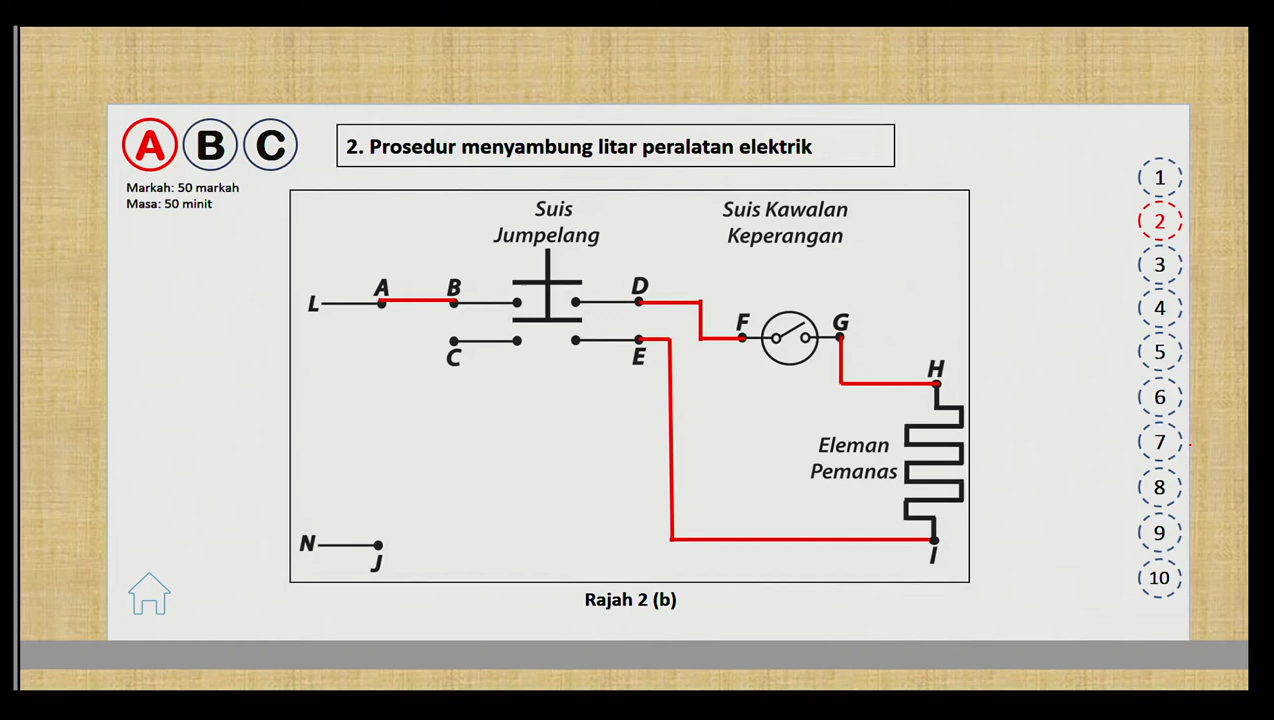 A B C
2. Prosedur menyambung litar peralatan elektrik
Markah: 50 markah
Masa: 50 minit
Suis
Jumpelang
Suis Kawalan
Keperangan
L
A
B
D
F
G
C
E
H
Eleman
Pemanas
N
J
I
Rajah 2 (b)
1
2
3
4
5
6
7
8
9
10